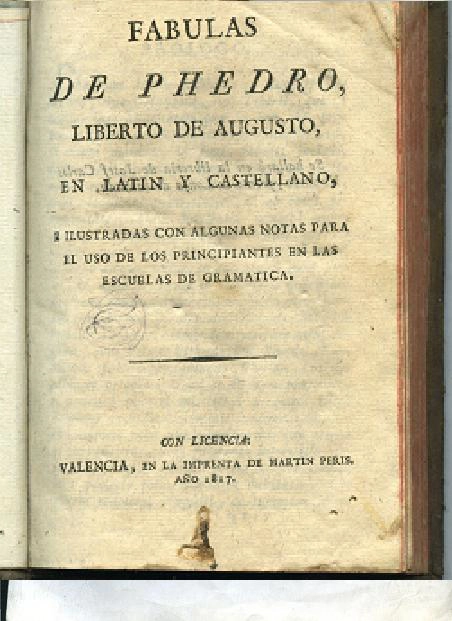 FABULAS
DE PHEDRO,
LIBERTO DE AUGUSTO,
EN LATIN Y CASTELLANO,
E ILUSTRADAS CON ALGUNAS NOTAS PARA
EL USO DE LOS PRINCIPIANTES EN LAS
ESCUELAS DE GRAMATICA.
CON LICENCIA:
VALENCIA, EN LA IMPRENTA DE MARTIN PERIS.
AÑO 1817.